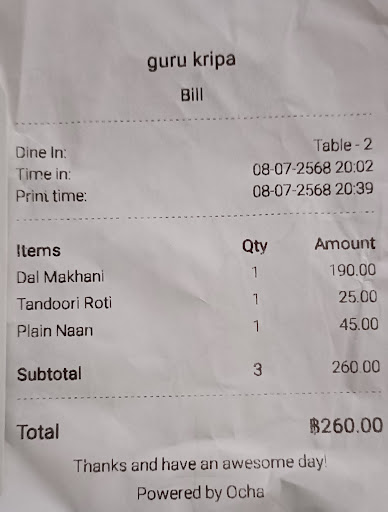 guru kripa
Bill
Dine In: Table - 2
Time in: 08-07-2568 20:02
Print time: 08-07-2568 20:39
Items Qty Amount
Dal Makhani 1 190.00
Tandoori Roti 1 25.00
Plain Naan 1 45.00
Subtotal 3 260.00
Total ฿260.00
Thanks and have an awesome day!
Powered by Ocha